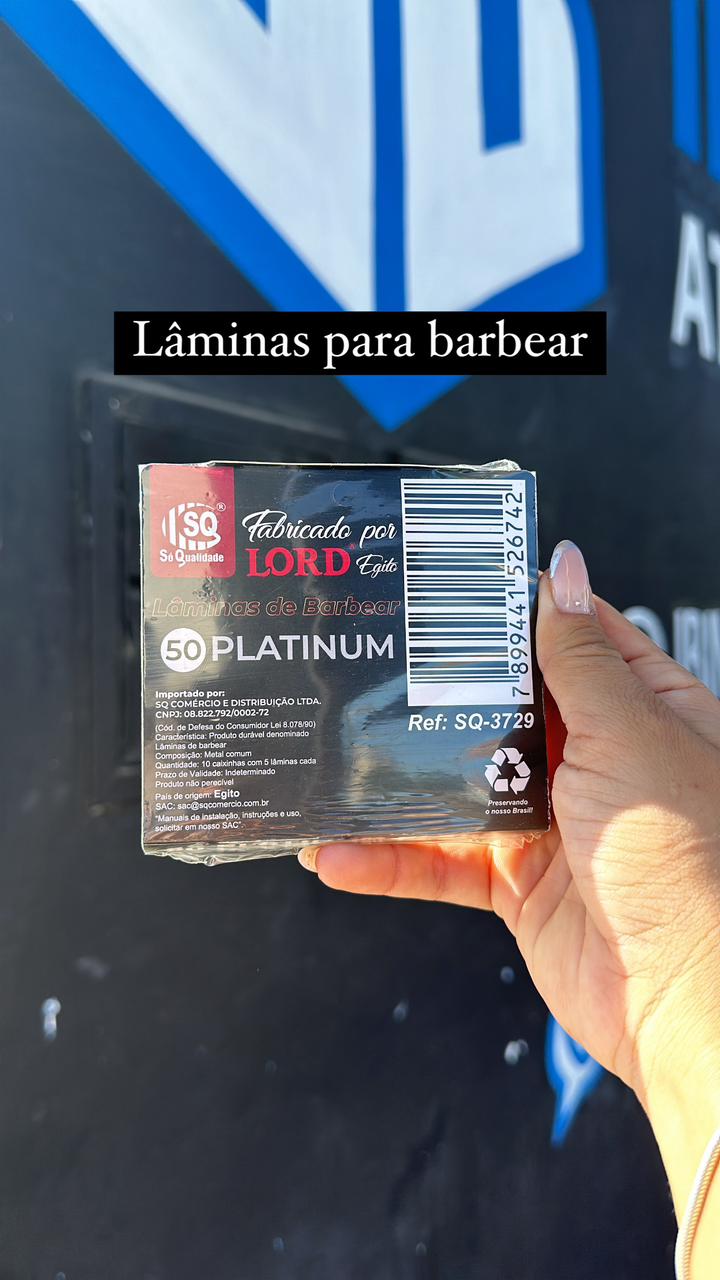 Lâminas para barbear
SQ®
Só Qualidade
Fabricado por
LORD® Egito
Lâminas de Barbear
50 PLATINUM
Importado por:
SQ COMÉRCIO E DISTRIBUIÇÃO LTDA.
CNPJ: 08.822.792/0002-72
(Cód. de Defesa do Consumidor Lei 8.078/90)
Característica: Produto durável denominado
Lâminas de barbear
Composição: Metal comum
Quantidade: 10 caixinhas com 5 lâminas cada
Prazo de Validade: Indeterminado
Produto não perecível
País de origem: Egito
SAC: sac@sqcomercio.com.br
"Manuais de instalação, instruções e uso,
solicitar em nosso SAC".
7 899441 526742
Ref: SQ-3729
Preservando
o nosso Brasil!